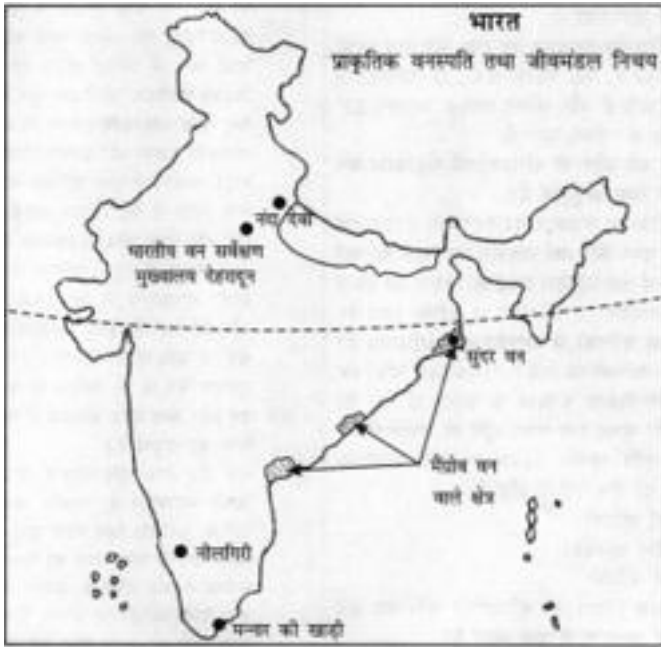 भारत
प्राकृतिक वनस्पति तथा जीवमंडल निचय
नंदा देवी
भारतीय वन सर्वेक्षण
मुख्यालय देहरादून
सुंदर वन
मैंग्रोव वन
वाले क्षेत्र
नीलगिरी
मन्नार की खाड़ी